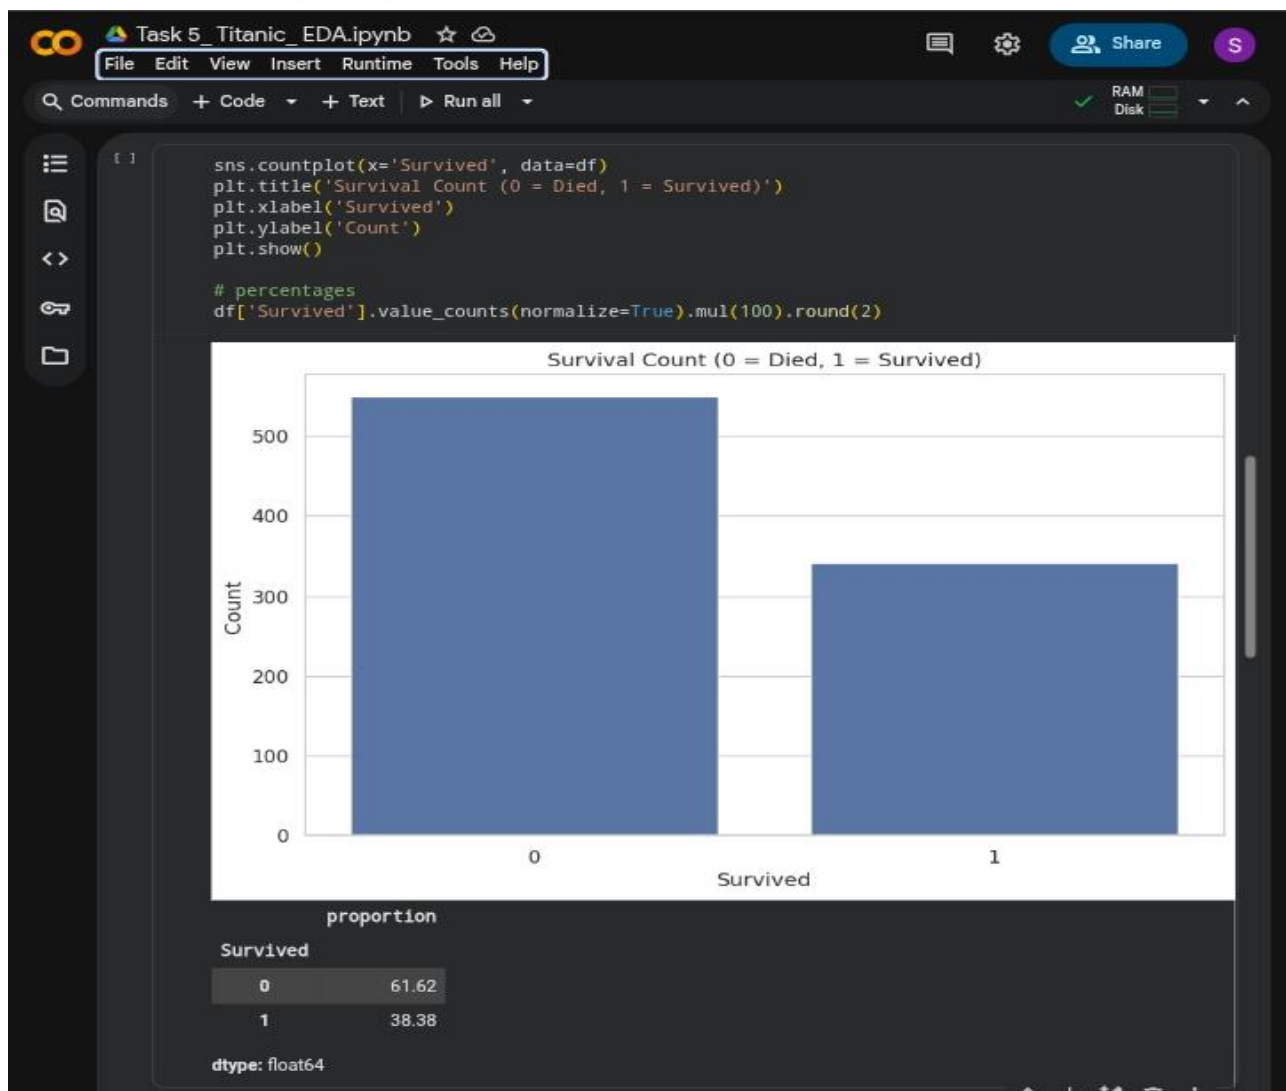 Task 5_Titanic_EDA.ipynb
Share
S
File Edit View Insert Runtime Tools Help
Commands + Code + Text Run all
RAM
Disk
[ ]
sns.countplot(x='Survived', data=df)
plt.title('Survival Count (0 = Died, 1 = Survived)')
plt.xlabel('Survived')
plt.ylabel('Count')
plt.show()
# percentages
df['Survived'].value_counts(normalize=True).mul(100).round(2)
Survival Count (0 = Died, 1 = Survived)
500
400
300
200
100
0
Count
0 1
Survived
proportion
Survived
0 61.62
1 38.38
dtype: float64